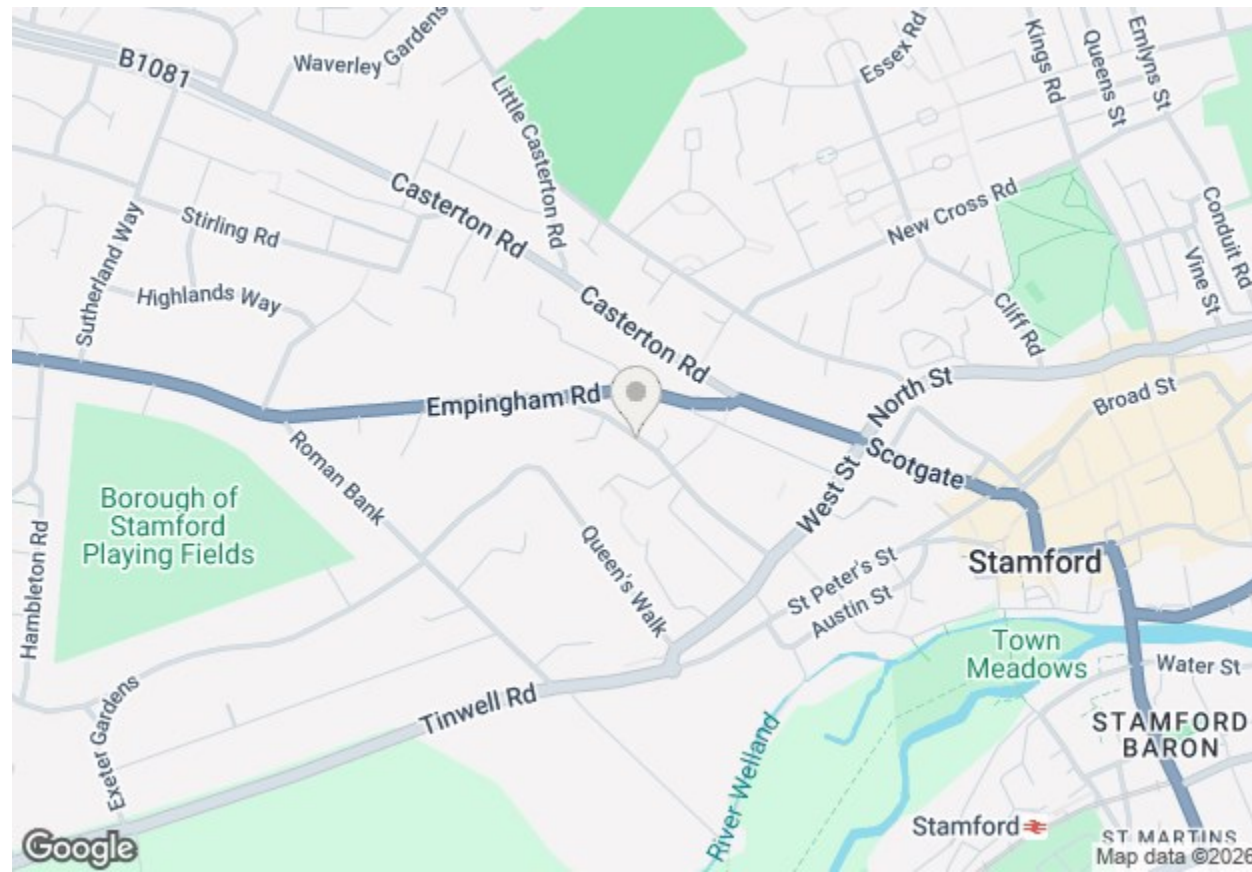 B1081
Waverley Gardens
Little Casterton Rd
Essex Rd
Kings Rd
Queens St
Emlyns St
Casterton Rd
Stirling Rd
Sutherland Way
Highlands Way
New Cross Rd
Conduit Rd
Vine St
Cliff Rd
Casterton Rd
Empingham Rd
North St
Broad St
Scotgate
West St
Roman Bank
Borough of
Stamford
Playing Fields
Hambleton Rd
Queen's Walk
St Peter's St
Austin St
Stamford
Town
Meadows
Water St
Exeter Gardens
Tinwell Rd
River Welland
STAMFORD
BARON
Stamford
ST MARTINS
Google
Map data ©2026